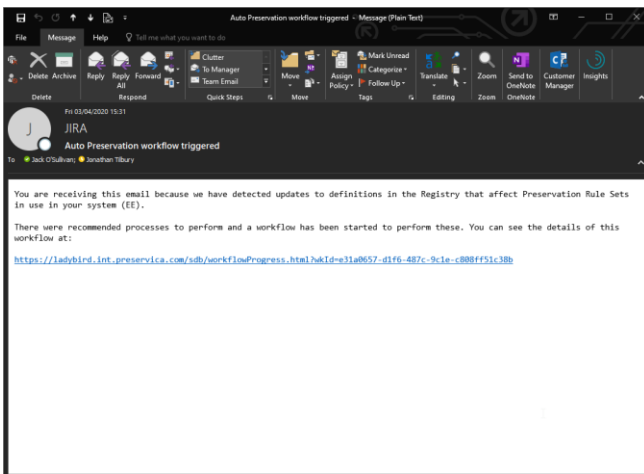 Auto Preservation workflow triggered - Message (Plain Text)
File Message Help Tell me what you want to do
Delete Archive
Reply Reply All Forward
Clutter
To Manager
Team Email
Move
Assign Policy
Mark Unread
Categorize
Follow Up
Translate
Zoom
Send to OneNote
Customer Manager
Insights
Delete Respond Quick Steps Move Tags Editing Zoom OneNote
Fri 03/04/2020 15:31
J
JIRA
Auto Preservation workflow triggered
To Jack O'Sullivan; Jonathan Tilbury
You are receiving this email because we have detected updates to definitions in the Registry that affect Preservation Rule Sets
in use in your system (EE).
There were recommended processes to perform and a workflow has been started to perform these. You can see the details of this
workflow at:
https://ladybird.int.preservica.com/sdb/workflowProgress.html?wkId=e31a0657-d1f6-487c-9c1e-c808ff51c38b